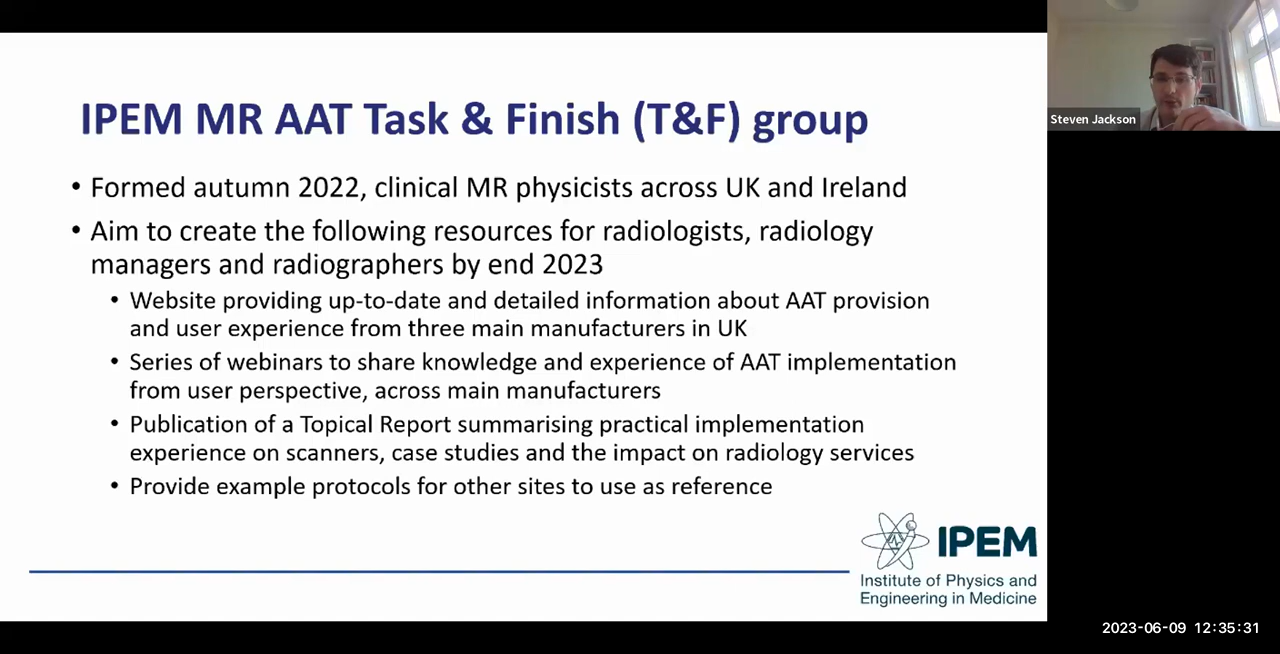 IPEM MR AAT Task & Finish (T&F) group
• Formed autumn 2022, clinical MR physicists across UK and Ireland
• Aim to create the following resources for radiologists, radiology
managers and radiographers by end 2023
• Website providing up-to-date and detailed information about AAT provision
and user experience from three main manufacturers in UK
• Series of webinars to share knowledge and experience of AAT implementation
from user perspective, across main manufacturers
• Publication of a Topical Report summarising practical implementation
experience on scanners, case studies and the impact on radiology services
• Provide example protocols for other sites to use as reference
IPEM
Institute of Physics and
Engineering in Medicine
Steven Jackson
2023-06-09 12:35:31